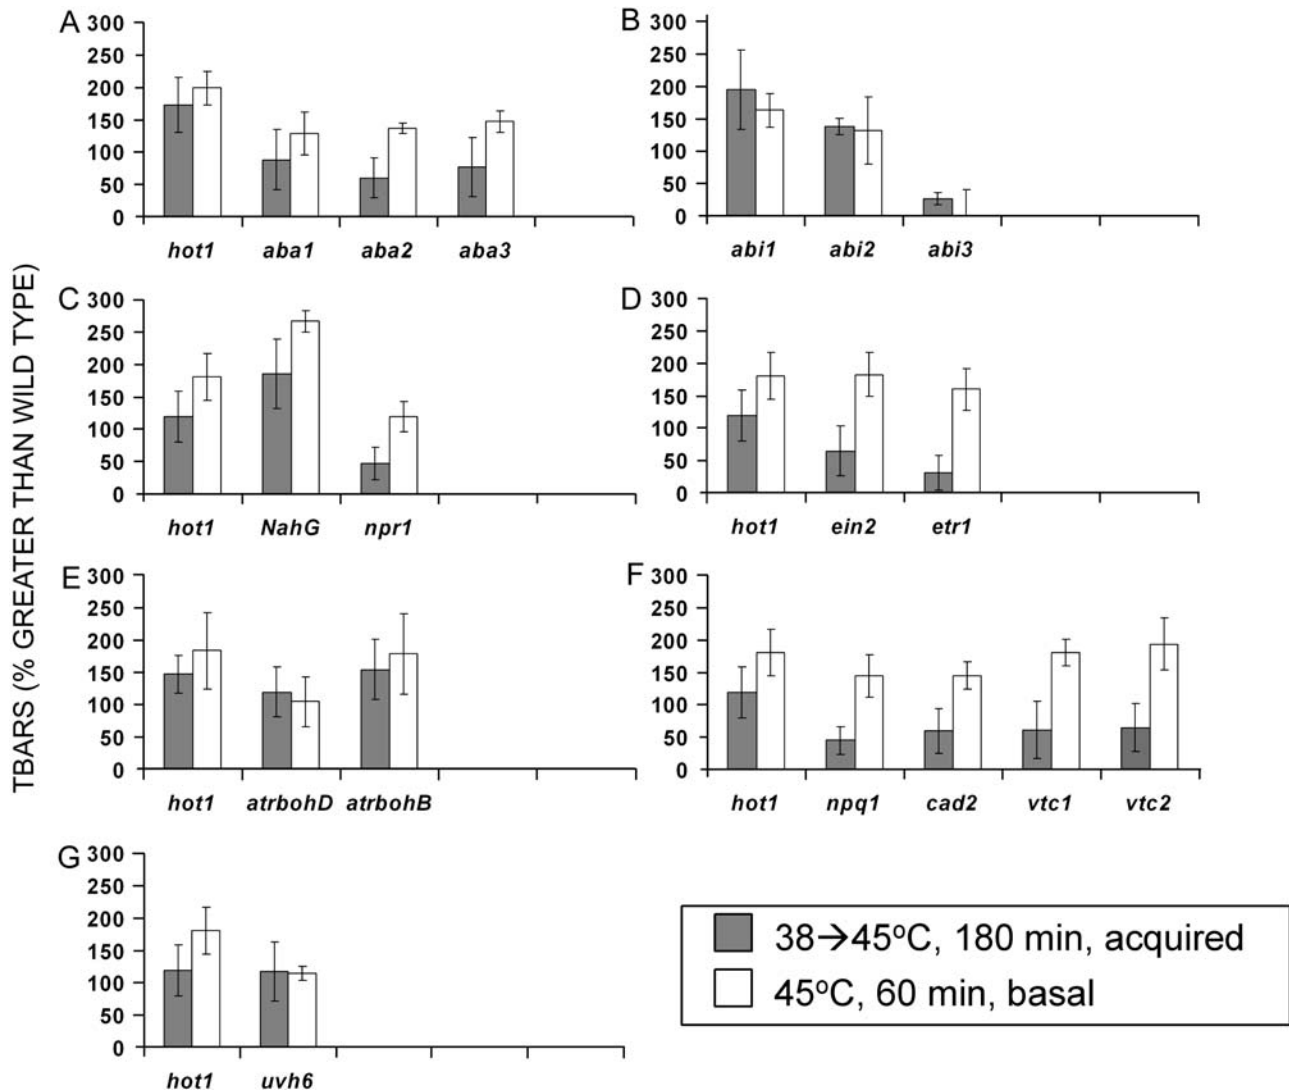 TBARS (% GREATER THAN WILD TYPE)
A
300
250
200
150
100
50
0
hot1 aba1 aba2 aba3
B
300
250
200
150
100
50
0
abi1 abi2 abi3
C
300
250
200
150
100
50
0
hot1 NahG npr1
D
300
250
200
150
100
50
0
hot1 ein2 etr1
E
300
250
200
150
100
50
0
hot1 atrbohD atrbohB
F
300
250
200
150
100
50
0
hot1 npq1 cad2 vtc1 vtc2
G
300
250
200
150
100
50
0
hot1 uvh6
38→45°C, 180 min, acquired
45°C, 60 min, basal